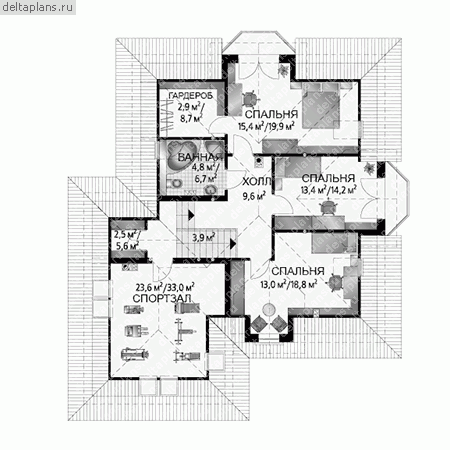 deltaplans.ru
ГАРДЕРОБ
2,9 м²/
8,7 м²
СПАЛЬНЯ
15,4 м²/19,9 м²
ВАННАЯ
4,8 м²/
6,7 м²
ХОЛЛ
9,6 м²
СПАЛЬНЯ
13,4 м²/14,2 м²
2,5 м²/
5,6 м²
3,9 м²
СПАЛЬНЯ
13,0 м²/18,8 м²
23,6 м²/33,0 м²
СПОРТЗАЛ